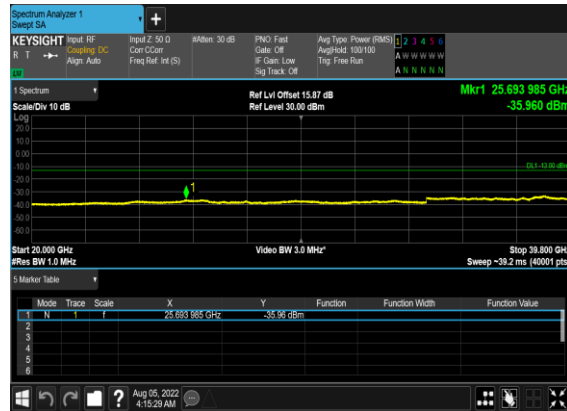 Spectrum Analyzer 1
Swept SA
+
KEYSIGHT Input: RF Input Z: 50 Ω #Atten: 30 dB PNO: Fast Avg Type: Power (RMS) 1 2 3 4 5 6
R T Coupling: DC Corr CCorr Gate: Off Avg|Hold: 100/100 A W W W W W
Align: Auto Freq Ref: Int (S) IF Gain: Low Trig: Free Run
Sig Track: Off A N N N N N
1 Spectrum Ref Lvl Offset 15.87 dB Mkr1 25.693 985 GHz
Scale/Div 10 dB Ref Level 30.00 dBm -35.960 dBm
Log
20.0
10.0
0.00
-10.0 DL1 -13.00 dBm
-20.0
-30.0 1
-40.0
-50.0
-60.0
Start 20.000 GHz Video BW 3.0 MHz* Stop 39.800 GHz
#Res BW 1.0 MHz Sweep ~39.2 ms (40001 pts)
5 Marker Table
Mode Trace Scale X Y Function Function Width Function Value
1 N 1 f 25.693 985 GHz -35.96 dBm
2
3
4
5
6
? Aug 05, 2022
4:15:29 AM